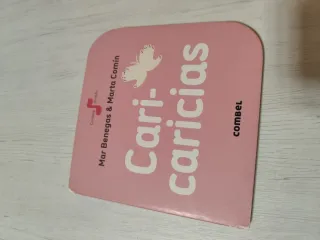 Mar Benegas & Marta Comín
Cari-
caricias
COMBEL